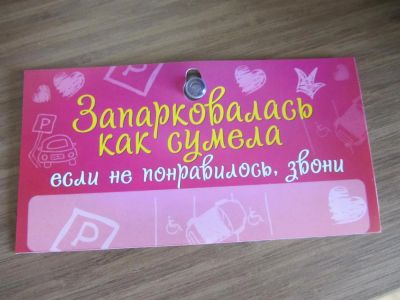 Запарковалась
как сумела
если не понравилось, звони
P
P
P